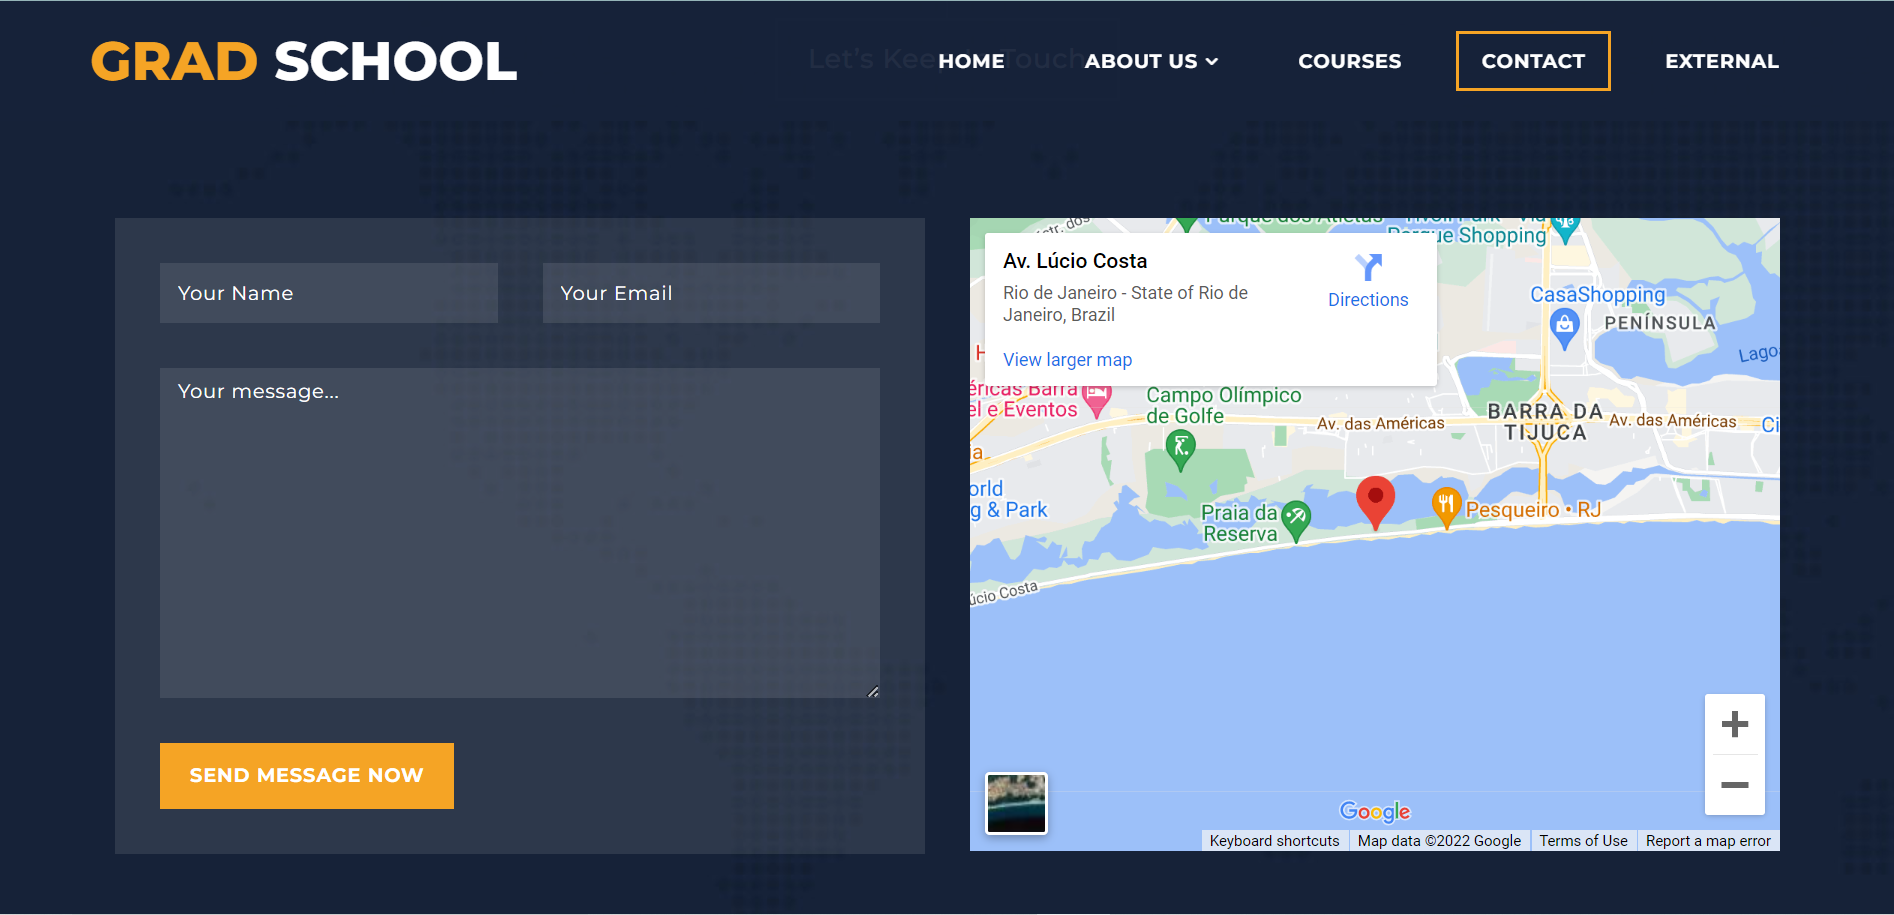 GRAD SCHOOL
Let's Keep In Touch
HOME
ABOUT US
COURSES
CONTACT
EXTERNAL
Your Name
Your Email
Your message...
SEND MESSAGE NOW
Av. Lúcio Costa
Rio de Janeiro - State of Rio de
Janeiro, Brazil
View larger map
Directions
Parque dos Atletas
Parque Shopping
CasaShopping
PENÍNSULA
Lagoa
éricas Barra
el e Eventos
Campo Olímpico
de Golfe
Av. das Américas
BARRA DA
TIJUCA
Av. das Américas
Ci
orld
g & Park
Praia da
Reserva
Pesqueiro • RJ
úcio Costa
Google
Keyboard shortcuts
Map data ©2022 Google
Terms of Use
Report a map error